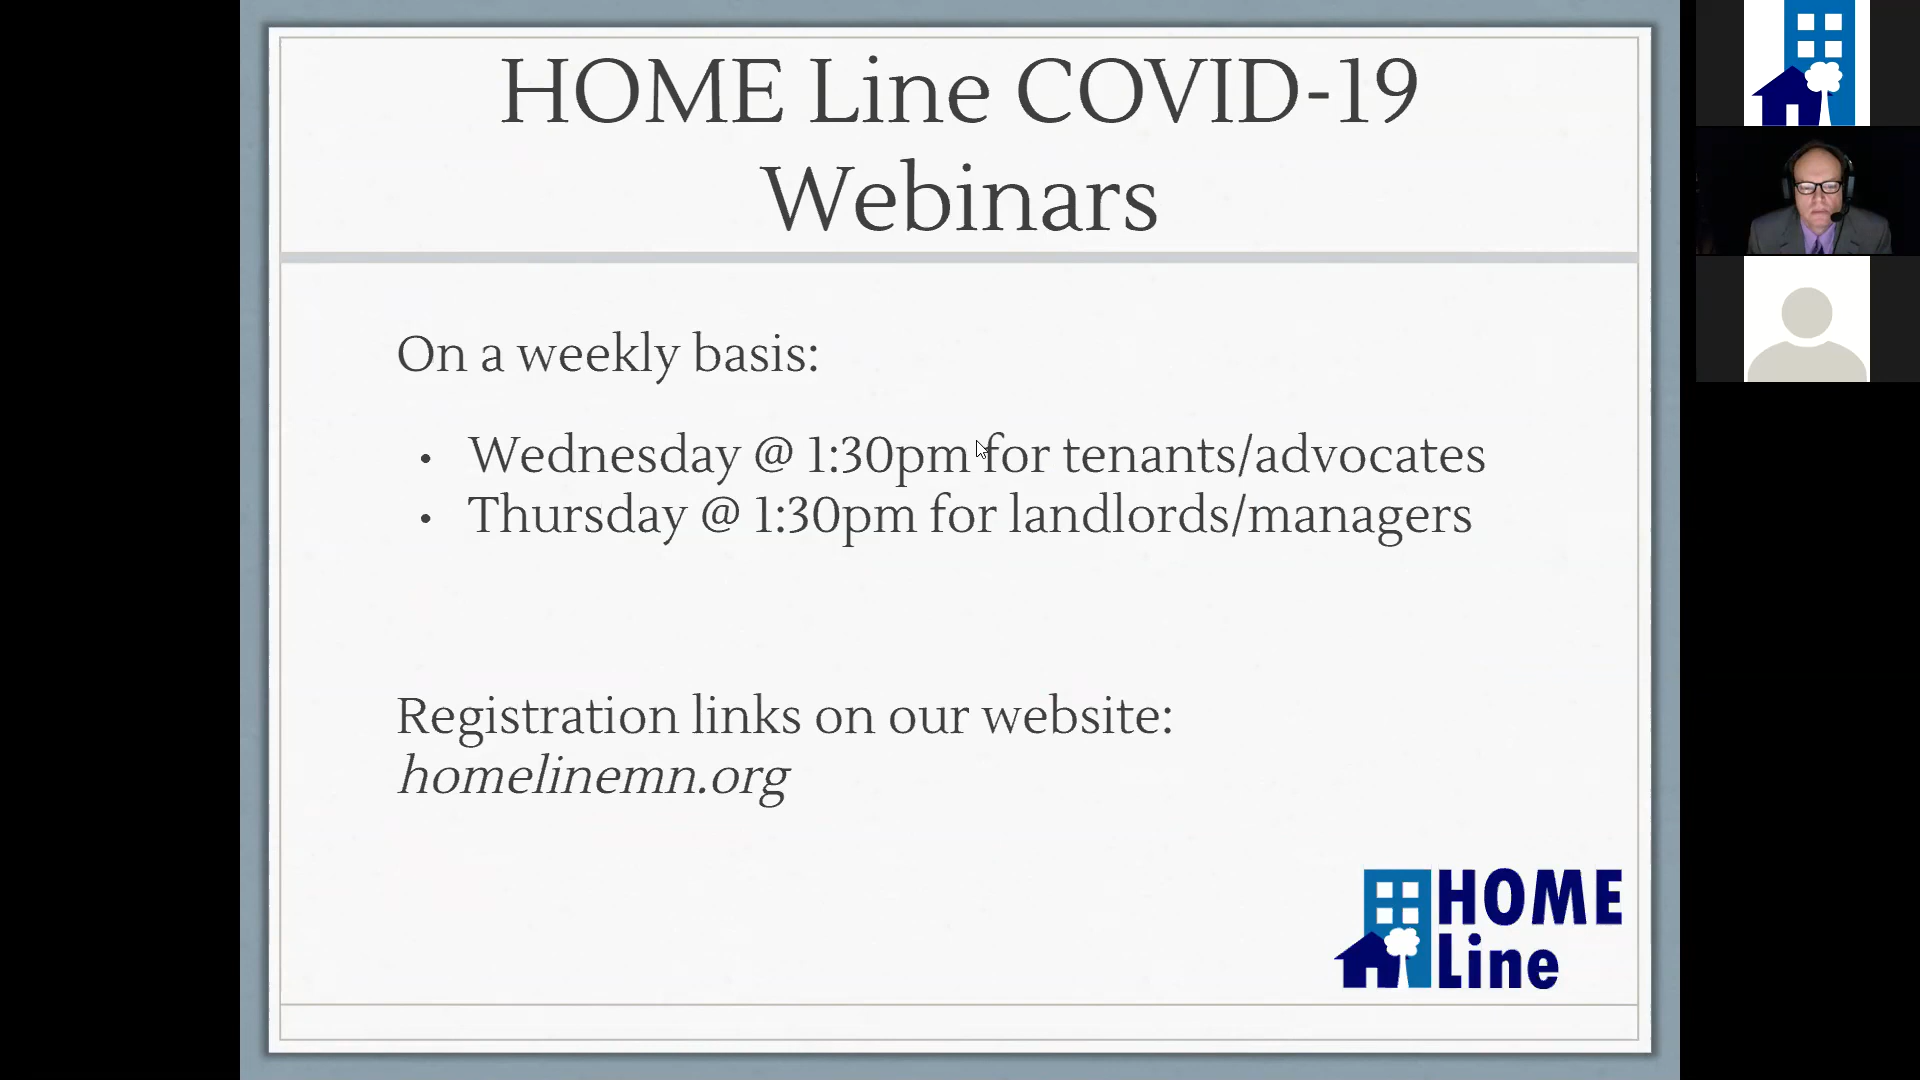 HOME Line COVID-19
Webinars
On a weekly basis:
• Wednesday @ 1:30pm for tenants/advocates
• Thursday @ 1:30pm for landlords/managers
Registration links on our website:
homelinemn.org
HOME
Line